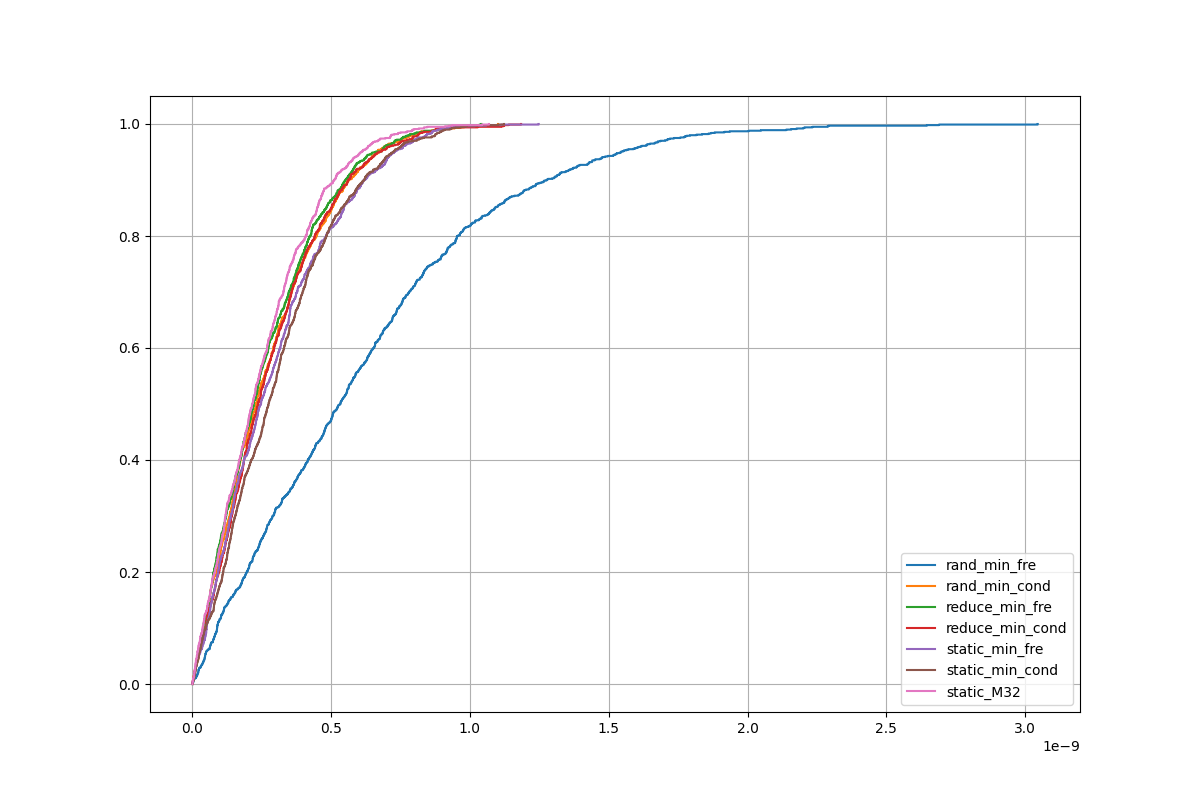 1.0
0.8
0.6
0.4
0.2
0.0
0.0 0.5 1.0 1.5 2.0 2.5 3.0
1e−9
rand_min_fre
rand_min_cond
reduce_min_fre
reduce_min_cond
static_min_fre
static_min_cond
static_M32